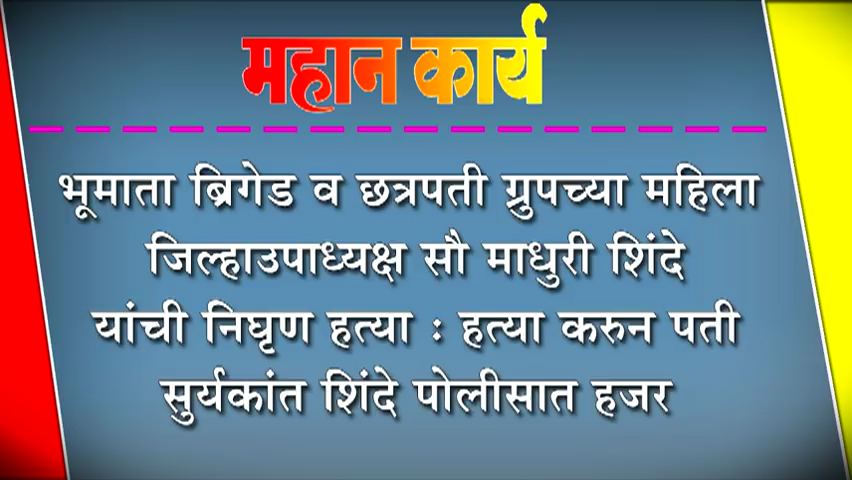 महान कार्य
भूमाता ब्रिगेड व छत्रपती ग्रुपच्या महिला
जिल्हाउपाध्यक्ष सौ माधुरी शिंदे
यांची निघृण हत्या : हत्या करुन पती
सुर्यकांत शिंदे पोलीसात हजर